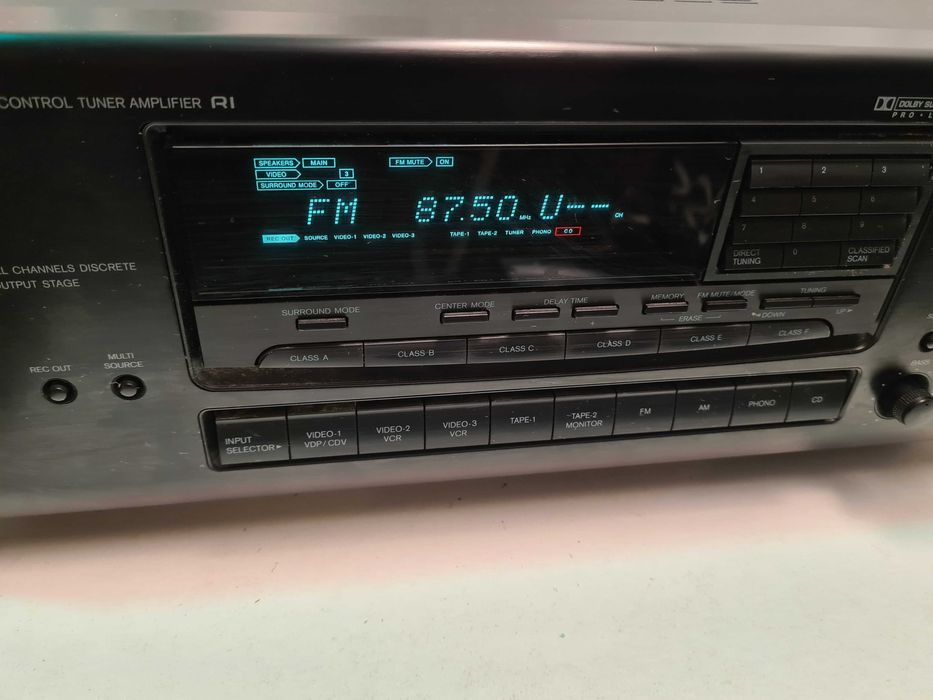 CONTROL TUNER AMPLIFIER RI
DOLBY SU
PRO • L
SPEAKERS MAIN FM MUTE ON
VIDEO 3
SURROUND MODE OFF
FM 87.50 MHz U-- CH
REC OUT SOURCE VIDEO-1 VIDEO-2 VIDEO-3 TAPE-1 TAPE-2 TUNER PHONO CD
1 2 3
4 5 6
7 8 9
DIRECT TUNING 0 CLASSIFIED SCAN
L CHANNELS DISCRETE
OUTPUT STAGE
SURROUND MODE CENTER MODE DELAY TIME MEMORY FM MUTE/MODE TUNING
- + ERASE DOWN UP
CLASS A CLASS B CLASS C CLASS D CLASS E CLASS F
REC OUT MULTI SOURCE
BASS
INPUT SELECTOR VIDEO-1 VDP/CDV VIDEO-2 VCR VIDEO-3 VCR TAPE-1 TAPE-2 MONITOR FM AM PHONO CD